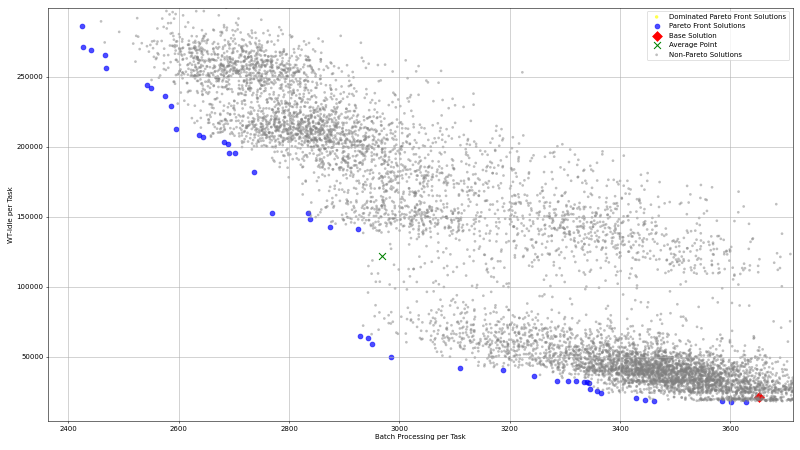 Dominated Pareto Front Solutions
Pareto Front Solutions
Base Solution
Average Point
Non-Pareto Solutions
250000
200000
150000
100000
50000
WT-Idle per Task
2400
2600
2800
3000
3200
3400
3600
Batch Processing per Task